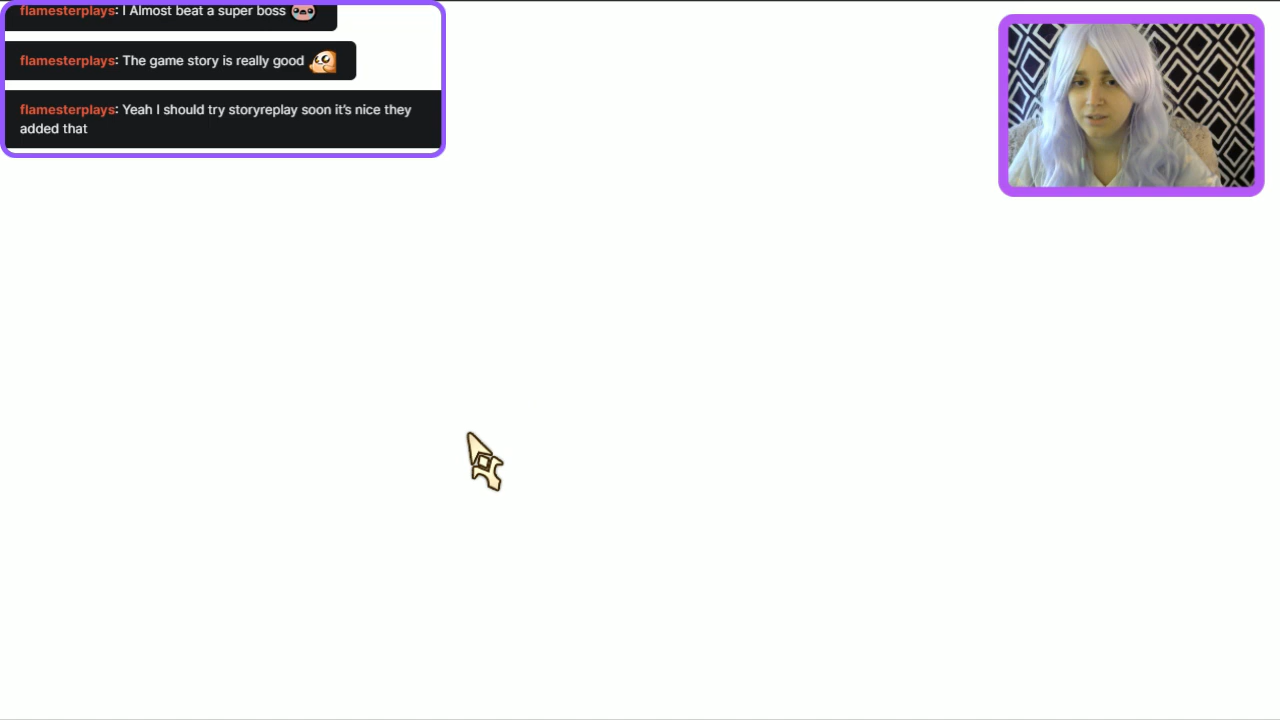 flamesterplays: I Almost beat a super boss
flamesterplays: The game story is really good
flamesterplays: Yeah I should try storyreplay soon it's nice they
added that